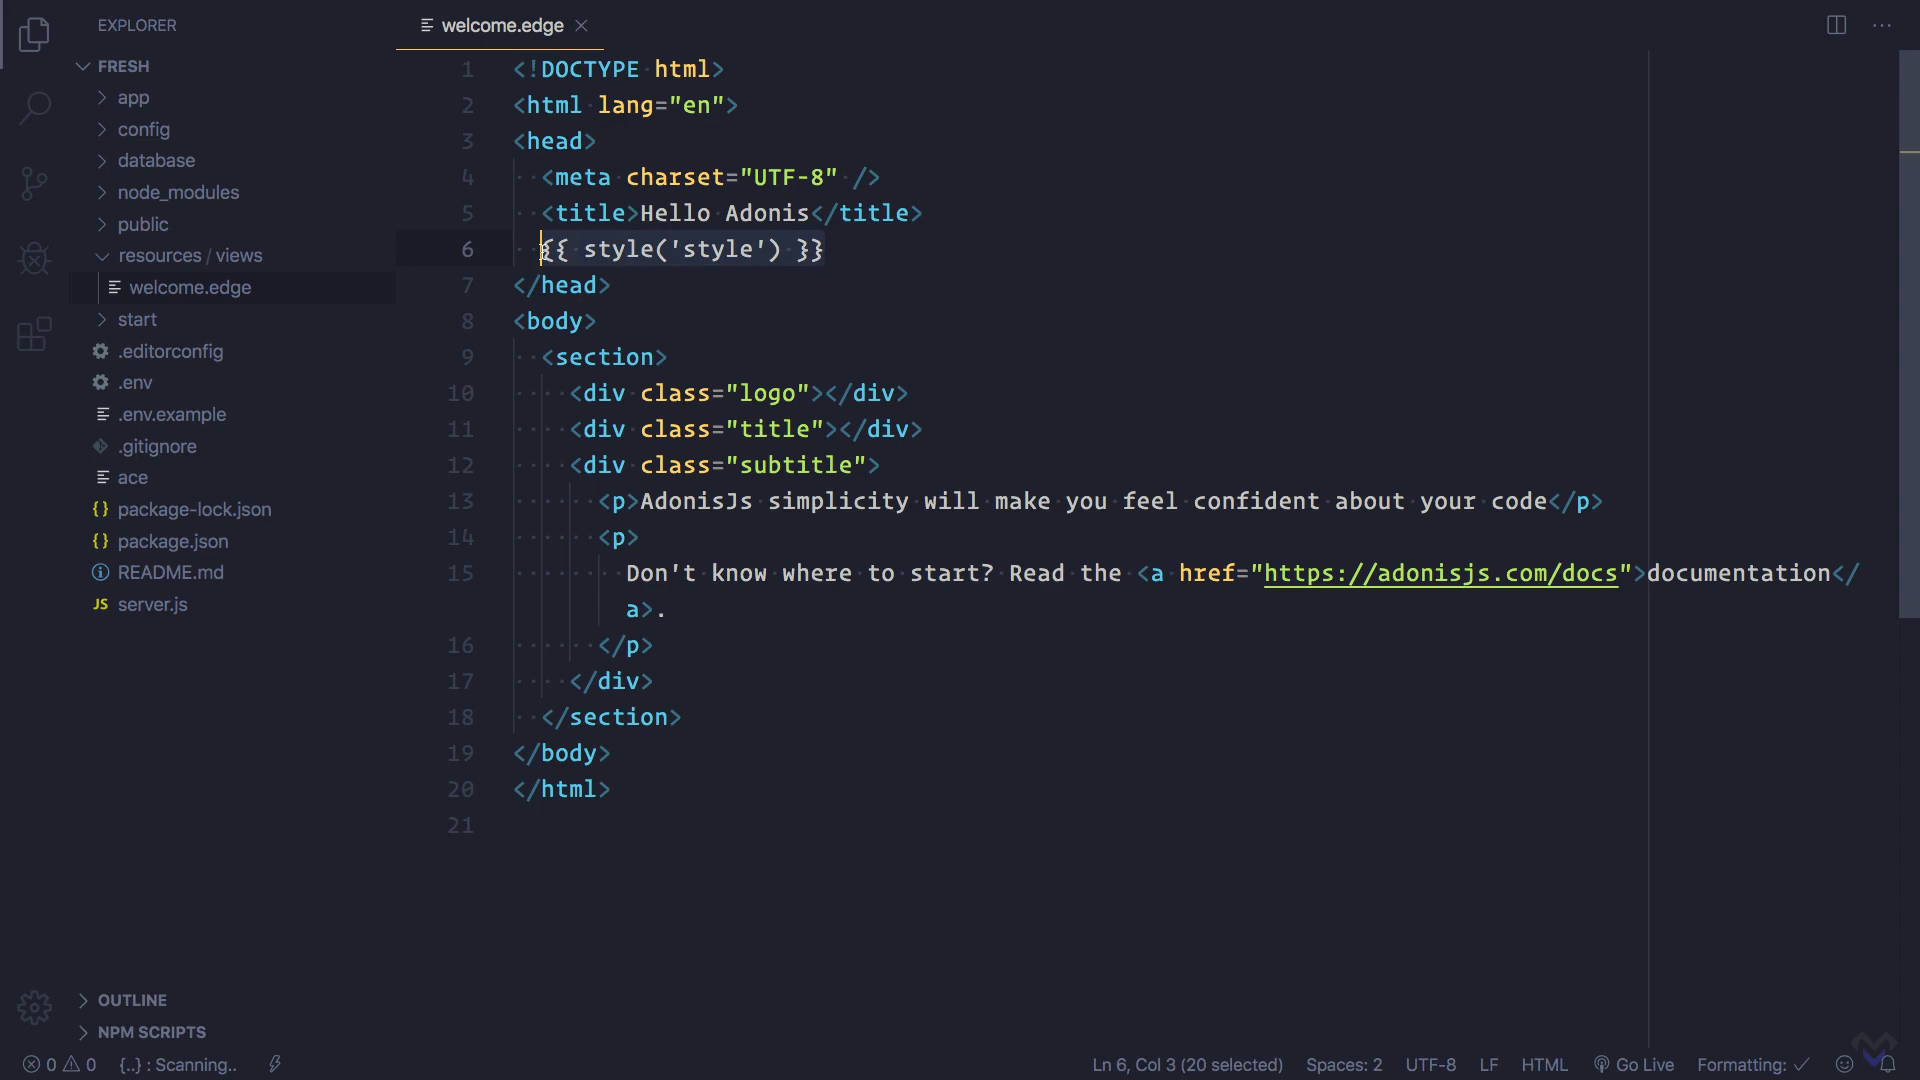 EXPLORER
welcome.edge
FRESH
app
config
database
node_modules
public
resources / views
welcome.edge
start
.editorconfig
.env
.env.example
.gitignore
ace
{} package-lock.json
{} package.json
README.md
JS server.js
OUTLINE
NPM SCRIPTS
1 <!DOCTYPE html>
2 <html lang="en">
3 <head>
4 <meta charset="UTF-8" />
5 <title>Hello Adonis</title>
6 {{ style('style') }}
7 </head>
8 <body>
9 <section>
10 <div class="logo"></div>
11 <div class="title"></div>
12 <div class="subtitle">
13 <p>AdonisJs simplicity will make you feel confident about your code</p>
14 <p>
15 Don't know where to start? Read the <a href="https://adonisjs.com/docs">documentation</
a>.
16 </p>
17 </div>
18 </section>
19 </body>
20 </html>
21
0 0 {..} : Scanning.. Ln 6, Col 3 (20 selected) Spaces: 2 UTF-8 LF HTML Go Live Formatting: ✓